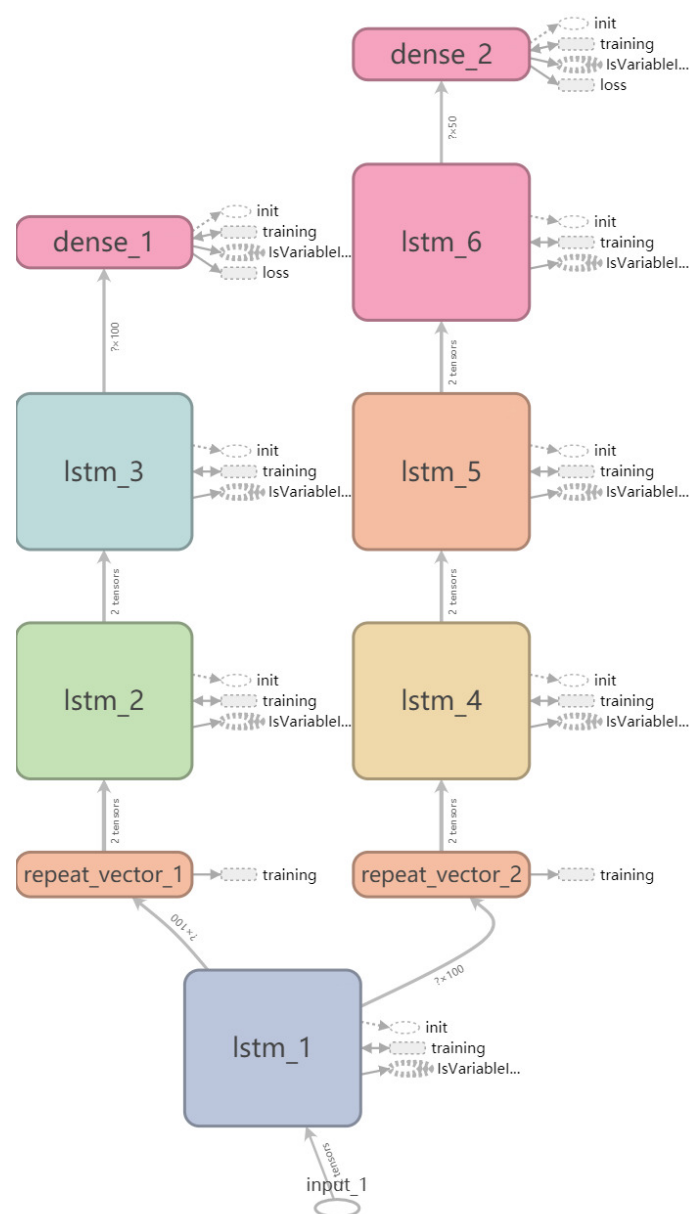 init
training
IsVariableI...
loss
dense_2
?×50
init
training
IsVariableI...
lstm_6
init
training
IsVariableI...
loss
dense_1
?×100
2 tensors
lstm_3
init
training
IsVariableI...
lstm_5
init
training
IsVariableI...
2 tensors
2 tensors
lstm_2
init
training
IsVariableI...
lstm_4
init
training
IsVariableI...
2 tensors
2 tensors
repeat_vector_1
training
repeat_vector_2
training
?×100
?×100
lstm_1
init
training
IsVariableI...
tensors
input_1